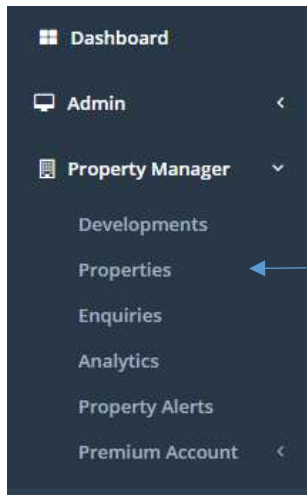 Dashboard
Admin
Property Manager
Developments
Properties
Enquiries
Analytics
Property Alerts
Premium Account